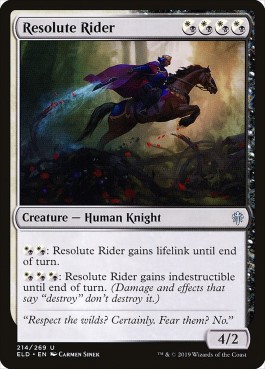 Resolute Rider
Creature — Human Knight
: Resolute Rider gains lifelink until end
of turn.
: Resolute Rider gains indestructible
until end of turn. (Damage and effects that
say "destroy" don't destroy it.)
"Respect the wilds? Certainly. Fear them? No."
4/2
214/269 U
ELD • EN CARMEN SINEK
™ & © 2019 Wizards of the Coast